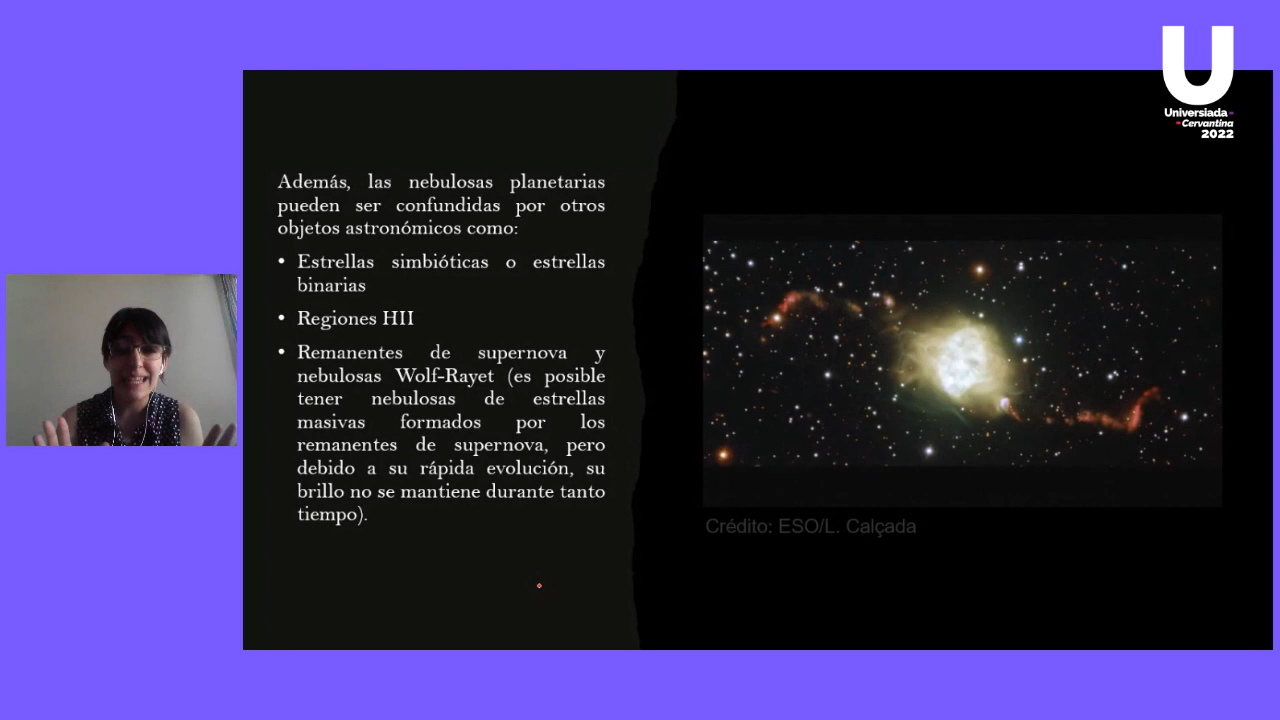 U
Universiada
Cervantina
2022
Además, las nebulosas planetarias
pueden ser confundidas por otros
objetos astronómicos como:
• Estrellas simbióticas o estrellas
binarias
• Regiones HII
• Remanentes de supernova y
nebulosas Wolf-Rayet (es posible
tener nebulosas de estrellas
masivas formados por los
remanentes de supernova, pero
debido a su rápida evolución, su
brillo no se mantiene durante tanto
tiempo).
Crédito: ESO/L. Calçada